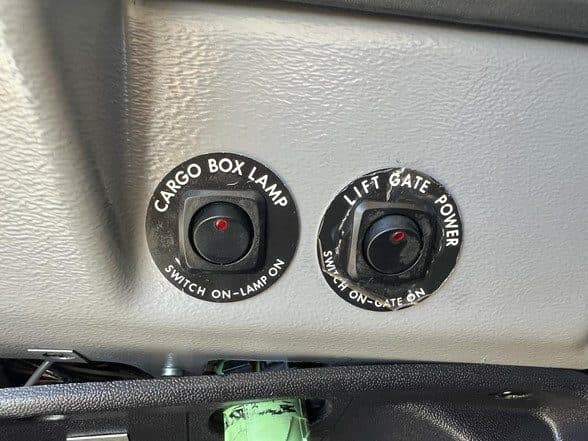 CARGO BOX LAMP
SWITCH ON-LAMP ON
LIFT GATE POWER
SWITCH ON-GATE ON